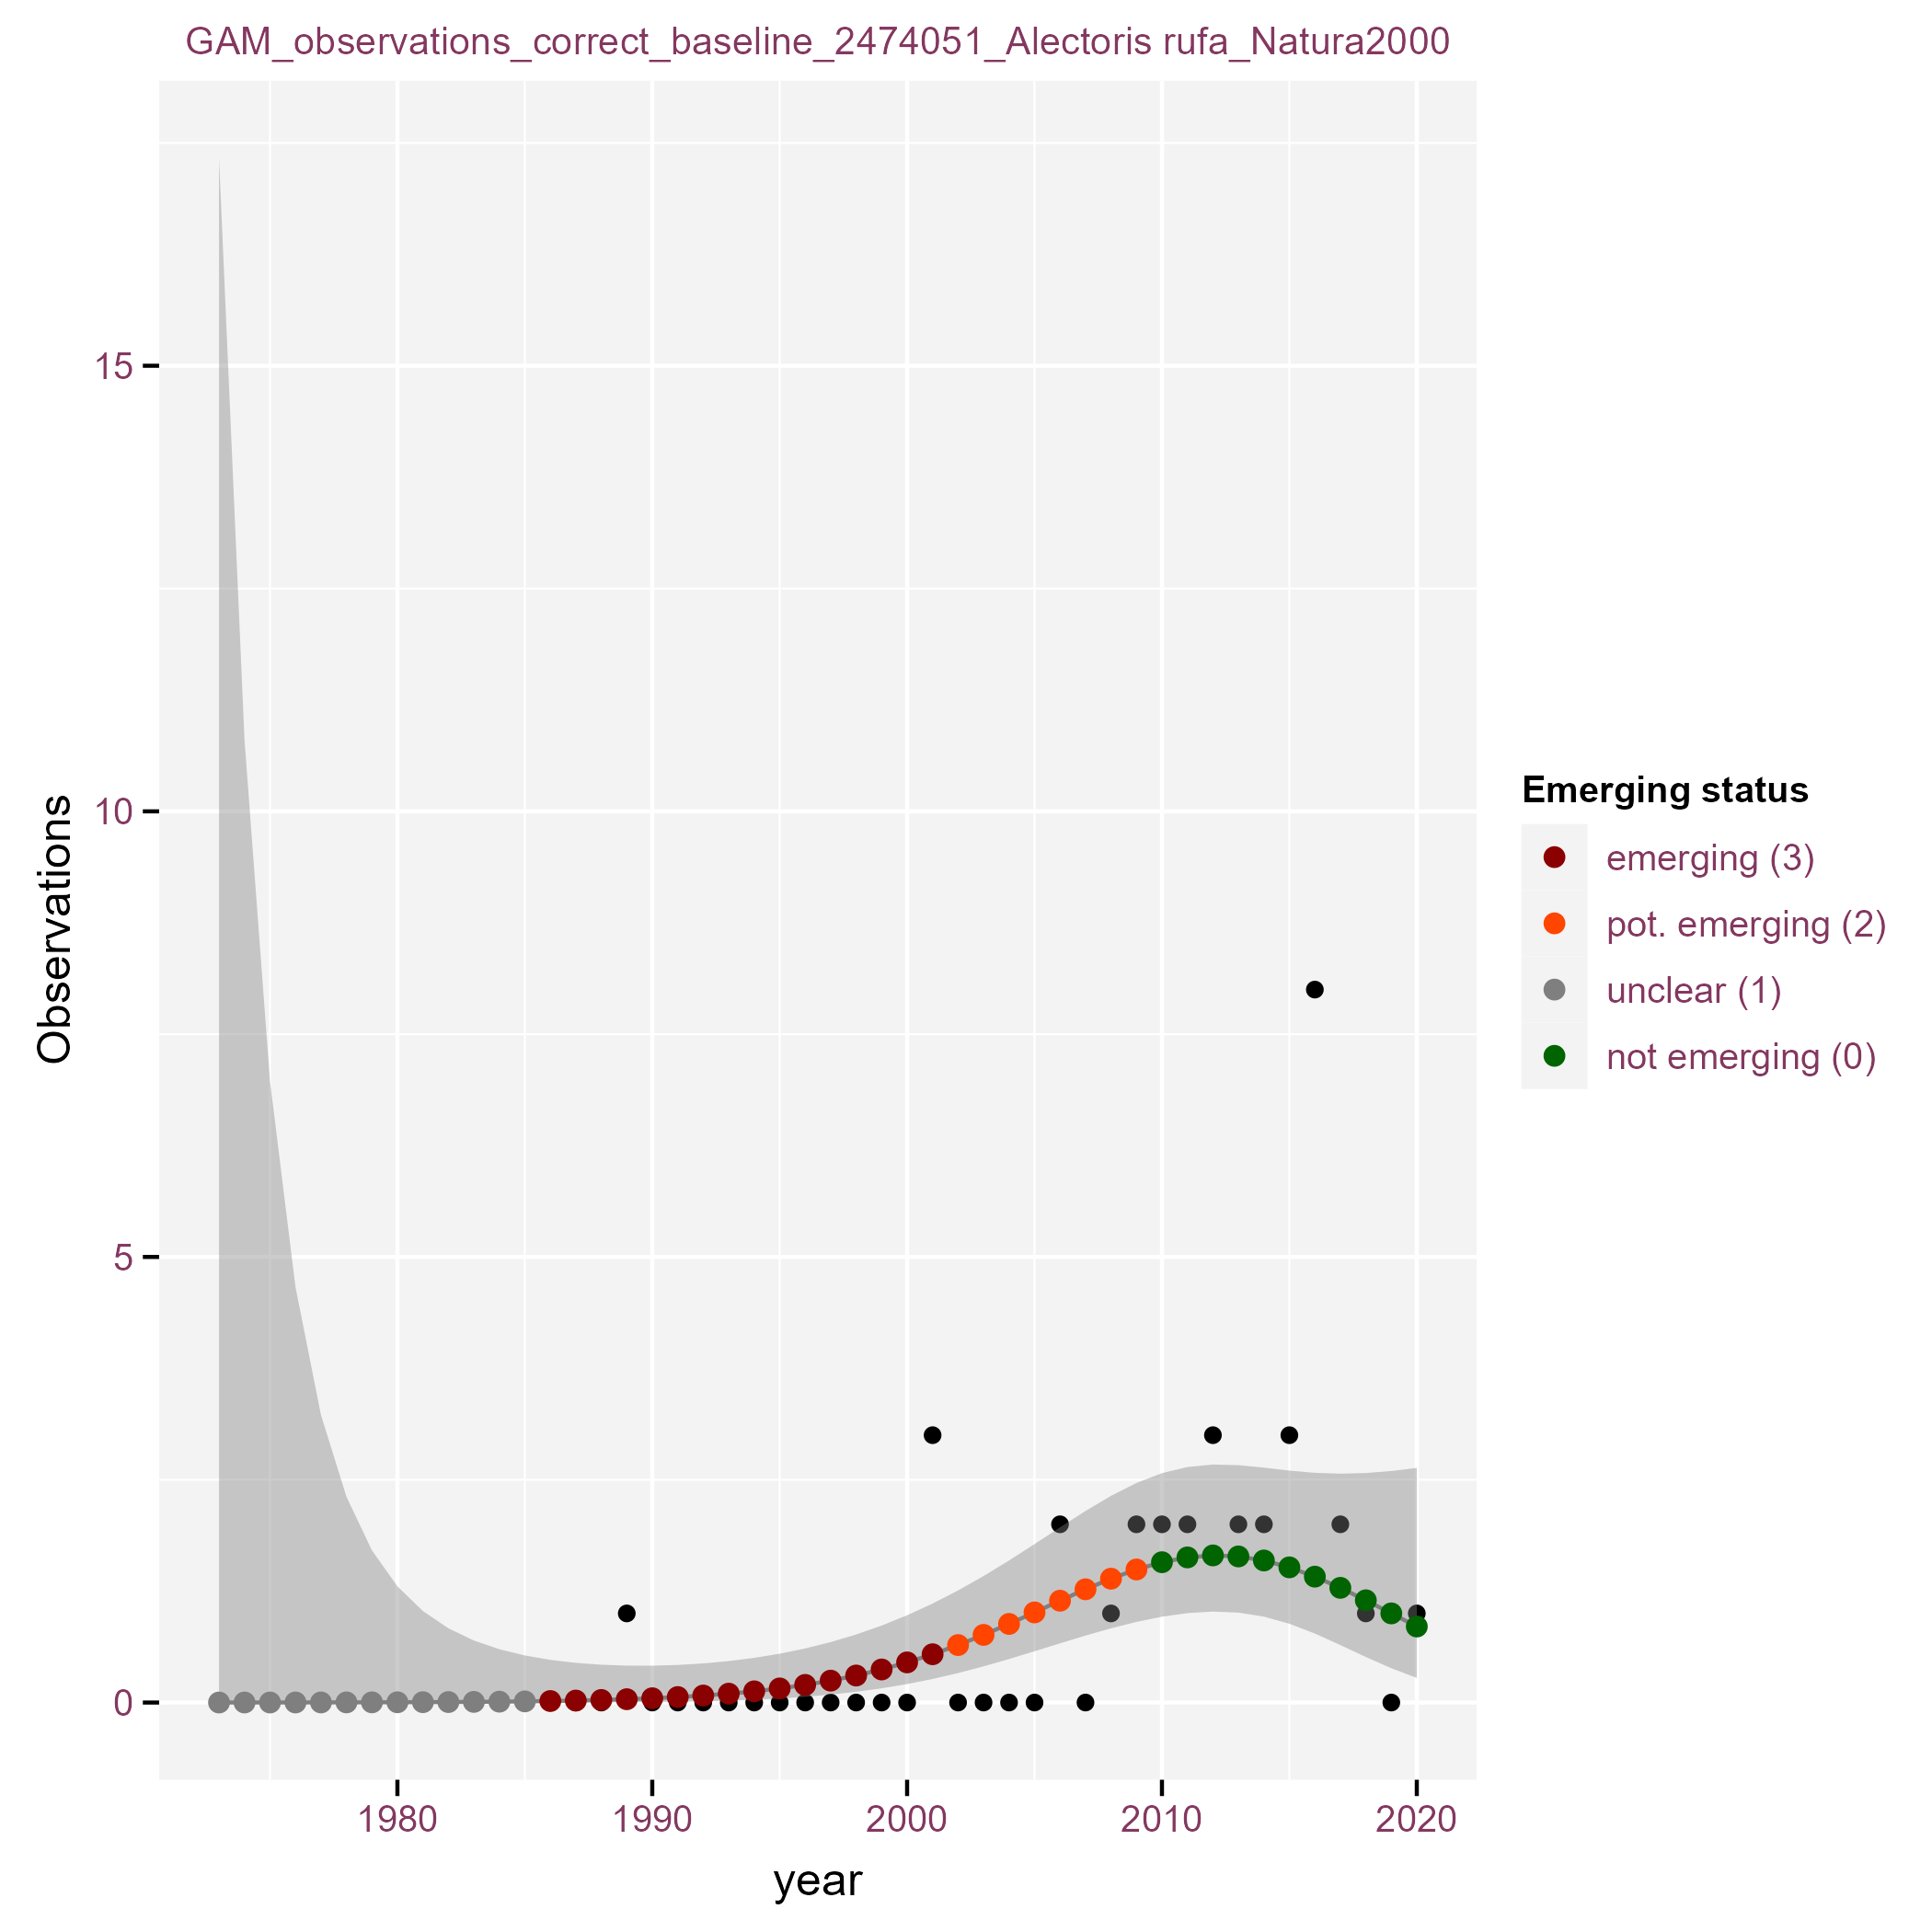 GAM_observations_correct_baseline_2474051_Alectoris rufa_Natura2000
15
10
5
0
Observations
1980 1990 2000 2010 2020
year
Emerging status
emerging (3)
pot. emerging (2)
unclear (1)
not emerging (0)